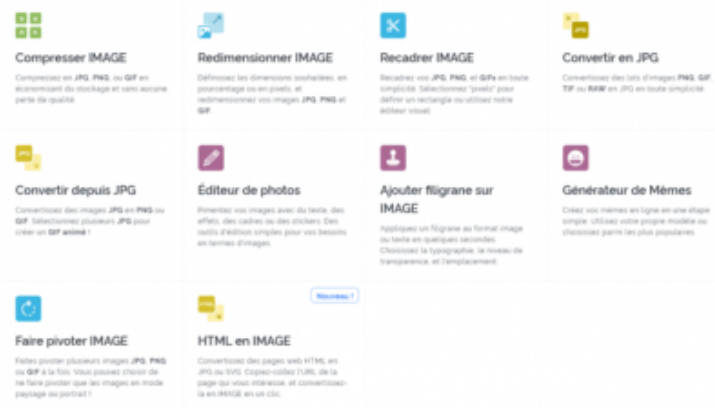 Compresser IMAGE
Compressez en JPG, PNG, ou GIF en
économisant du stockage et sans aucune
perte de qualité.
Redimensionner IMAGE
Définissez les dimensions souhaitées, en
pourcentage ou en pixels, et
redimensionnez vos images JPG, PNG et
GIF.
Recadrer IMAGE
Recadrez vos JPG, PNG, et GIFs en toute
simplicité. Sélectionnez "pixels" pour
définir un rectangle ou utilisez notre
éditeur visuel.
Convertir en JPG
Convertissez des lots d'images PNG, GIF,
TIF ou RAW en JPG en toute simplicité.
JPG
JPG
Convertir depuis JPG
Convertissez des images JPG en PNG ou
GIF. Sélectionnez plusieurs JPG pour
créer un GIF animé !
Éditeur de photos
Pimentez vos images avec du texte, des
effets, des cadres ou des stickers. Des
outils d'édition simples pour vos besoins
en termes d'images.
Ajouter filigrane sur
IMAGE
Appliquez un filigrane au format image
ou texte en quelques secondes.
Choisissez la typographie, le niveau de
transparence, et l'emplacement.
Générateur de Mèmes
Créez vos mèmes en ligne en une étape
simple. Utilisez votre propre modèle ou
choisissez parmi les plus populaires.
Faire pivoter IMAGE
Faites pivoter plusieurs images JPG, PNG
ou GIF à la fois. Vous pouvez choisir de
ne faire pivoter que les images en mode
paysage ou portrait !
Nouveau !
HTML
HTML en IMAGE
Convertissez des pages web HTML en
JPG ou SVG. Copiez-collez l'URL de la
page qui vous intéresse, et convertissez-
la en IMAGE en un clic.